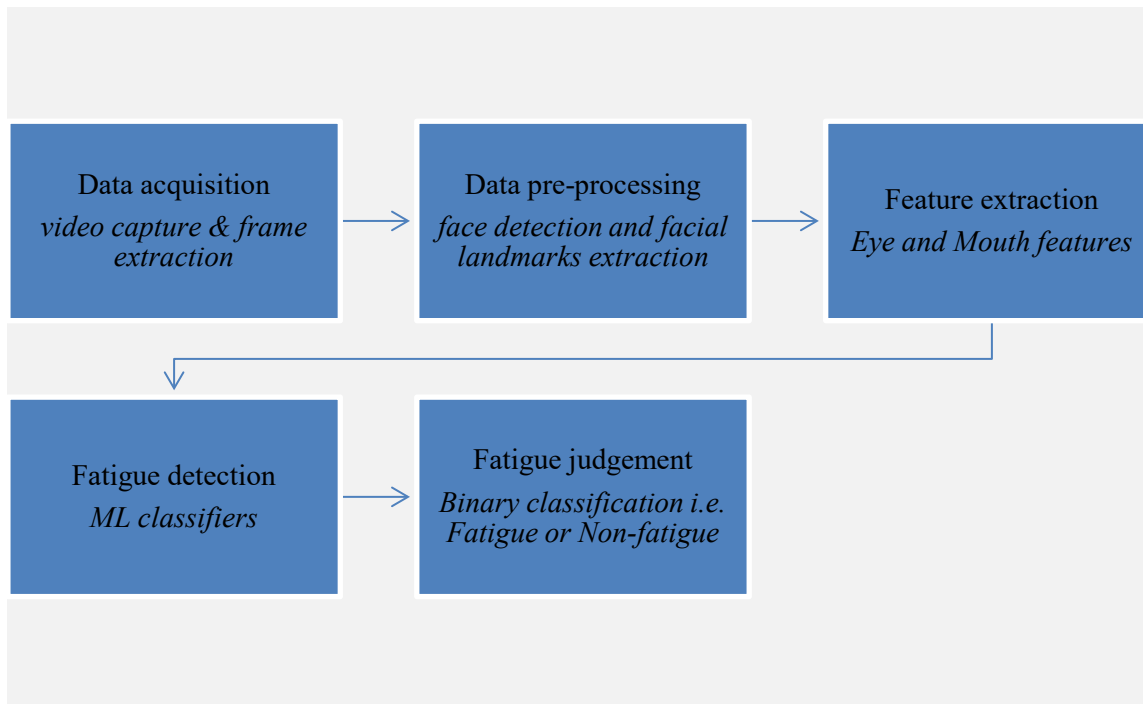 Data acquisition
video capture & frame
extraction
Data pre-processing
face detection and facial
landmarks extraction
Feature extraction
Eye and Mouth features
Fatigue detection
ML classifiers
Fatigue judgement
Binary classification i.e.
Fatigue or Non-fatigue